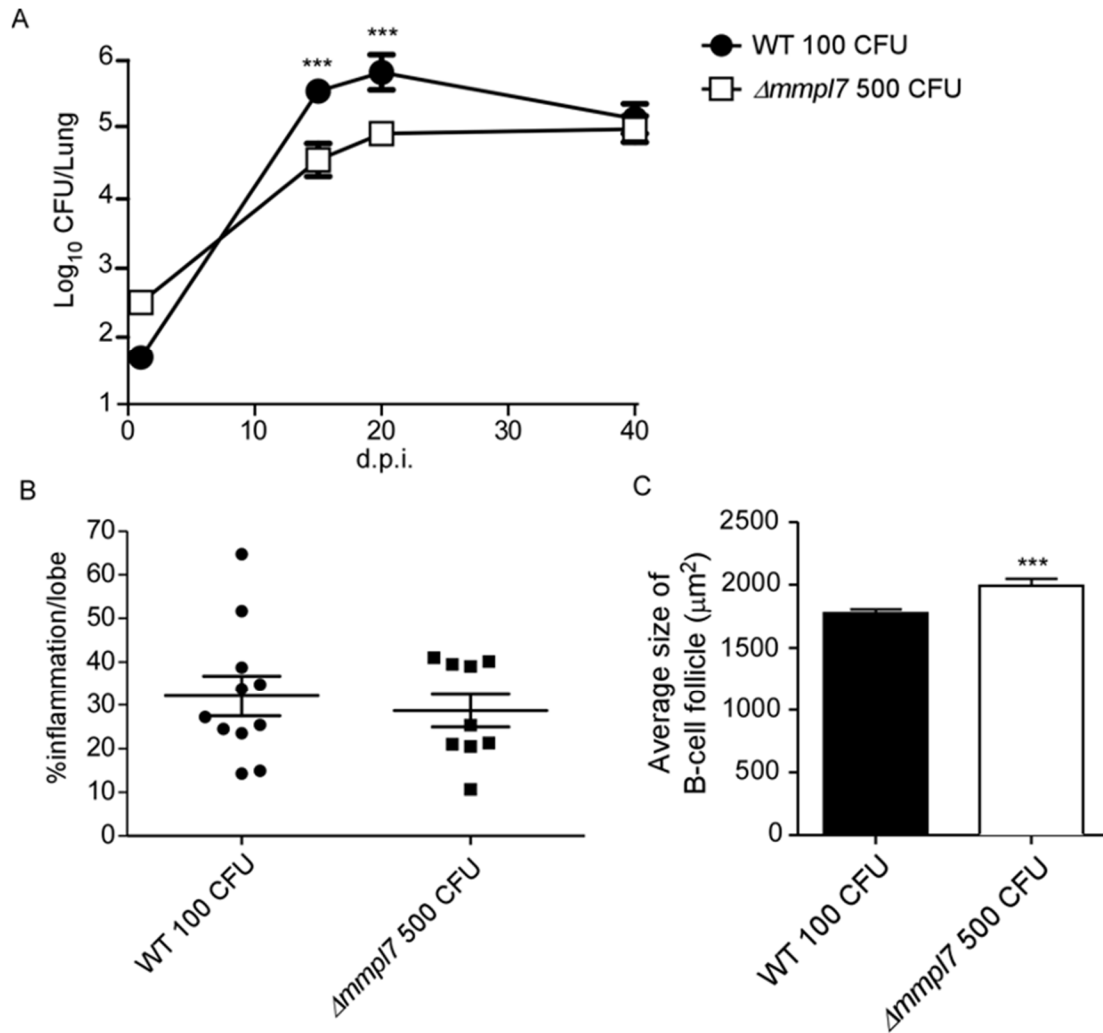 A
WT 100 CFU
Δmmpl7 500 CFU
*** ***
Log10 CFU/Lung
6
5
4
3
2
1
0 10 20 30 40
d.p.i.
B
%inflammation/lobe
70
60
50
40
30
20
10
0
WT 100 CFU
Δmmpl7 500 CFU
C
Average size of
B-cell follicle (μm²)
2500
2000
1500
1000
500
0
***
WT 100 CFU
Δmmpl7 500 CFU